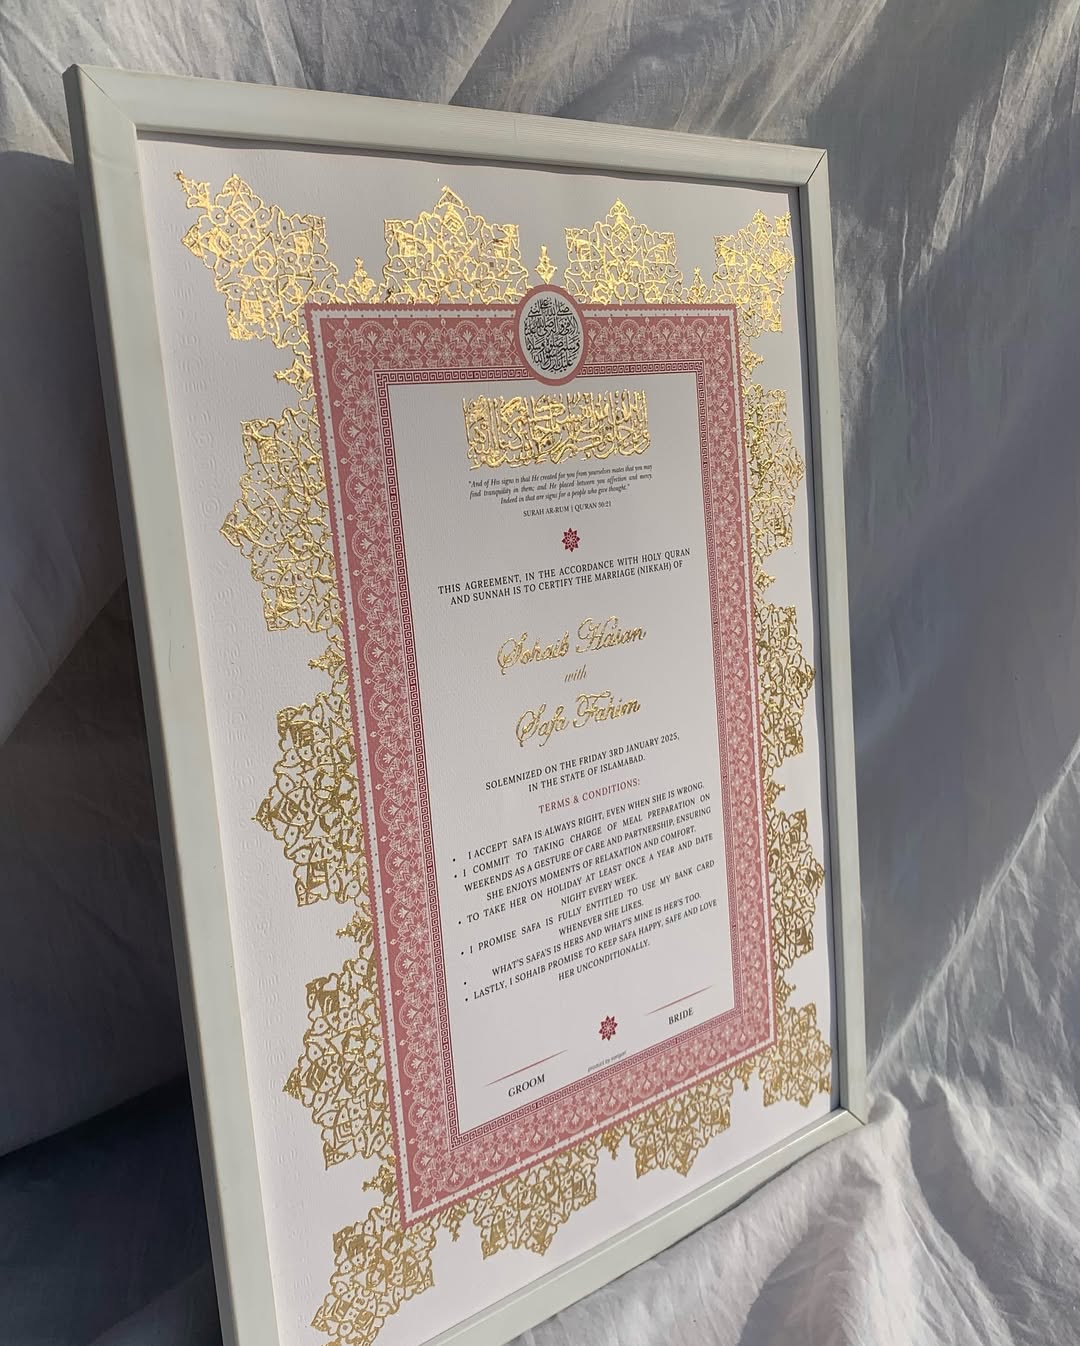 "And of His signs is that He created for you from yourselves mates that you may
find tranquility in them; and He placed between you affection and mercy.
Indeed in that are signs for a people who give thought."
SURAH AR-RUM | QURAN 30:21
THIS AGREEMENT, IN THE ACCORDANCE WITH HOLY QURAN
AND SUNNAH IS TO CERTIFY THE MARRIAGE (NIKKAH) OF
Sohaib Hasan
with
Safa Fahim
SOLEMNIZED ON THE FRIDAY 3RD JANUARY 2025,
IN THE STATE OF ISLAMABAD.
TERMS & CONDITIONS:
• I ACCEPT SAFA IS ALWAYS RIGHT, EVEN WHEN SHE IS WRONG.
• I COMMIT TO TAKING CHARGE OF MEAL PREPARATION ON
WEEKENDS AS A GESTURE OF CARE AND PARTNERSHIP, ENSURING
SHE ENJOYS MOMENTS OF RELAXATION AND COMFORT.
• TO TAKE HER ON HOLIDAY AT LEAST ONCE A YEAR AND DATE
NIGHT EVERY WEEK.
• I PROMISE SAFA IS FULLY ENTITLED TO USE MY BANK CARD
WHENEVER SHE LIKES.
• WHAT'S SAFA'S IS HERS AND WHAT'S MINE IS HER'S TOO.
• LASTLY, I SOHAIB PROMISE TO KEEP SAFA HAPPY, SAFE AND LOVE
HER UNCONDITIONALLY.
GROOM
BRIDE